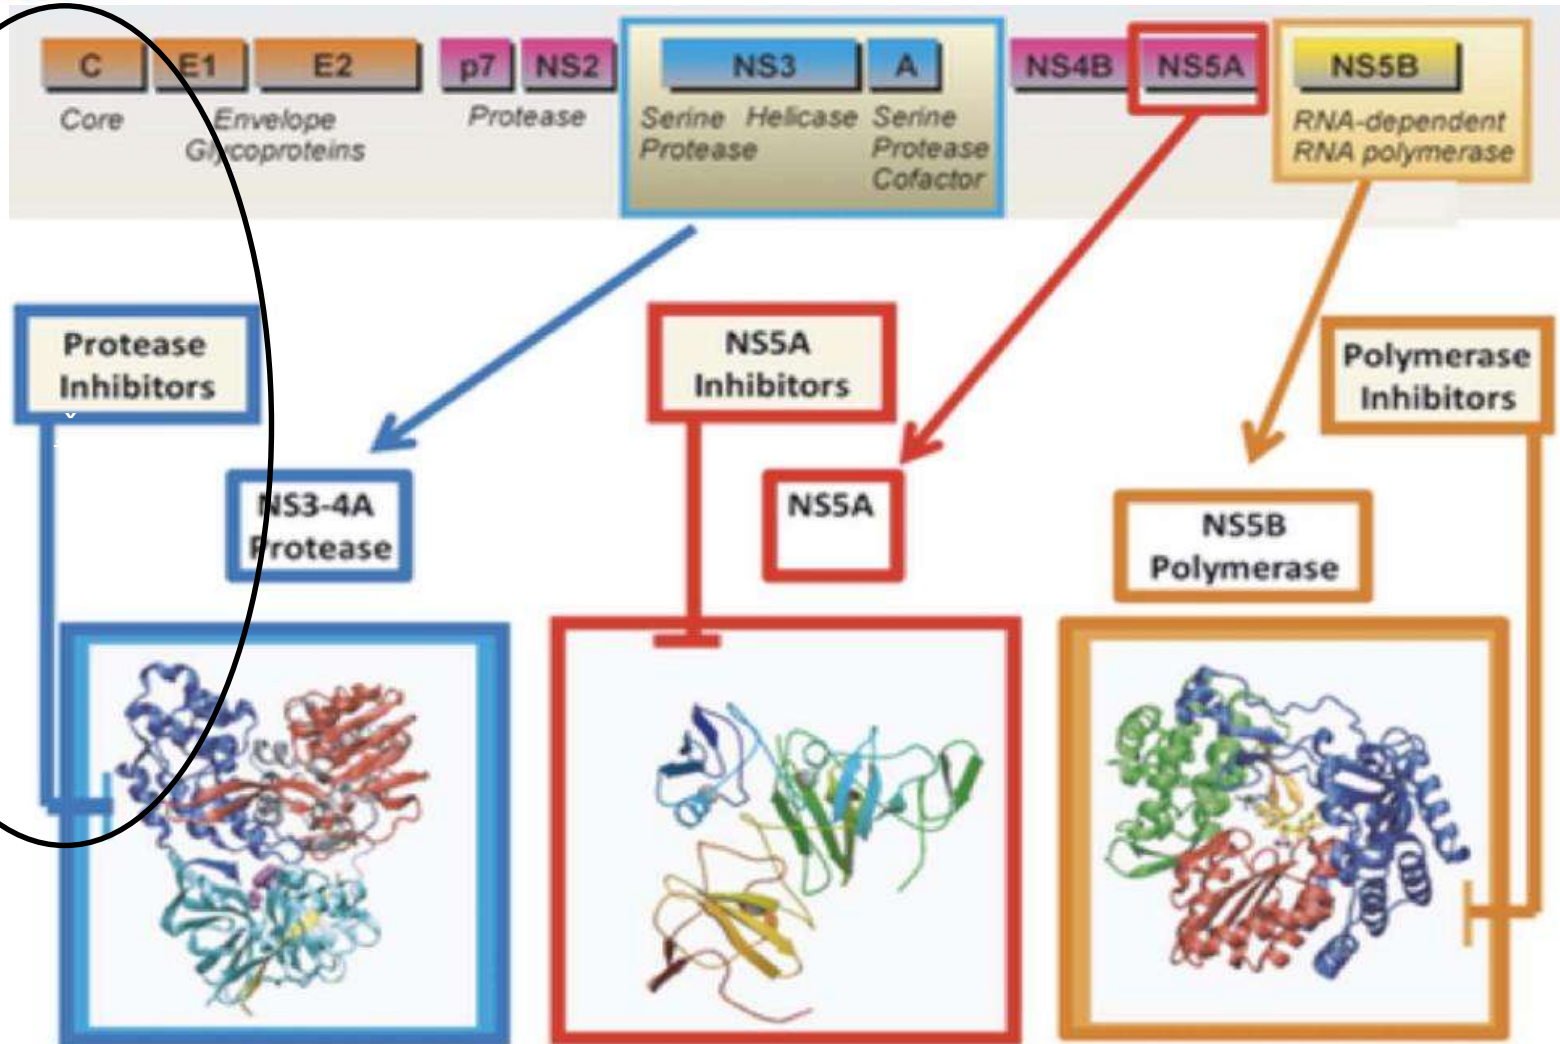 C E1 E2 p7 NS2 NS3 A NS4B NS5A NS5B
Core
Envelope
Glycoproteins
Protease
Serine Helicase
Protease
Serine
Protease
Cofactor
RNA-dependent
RNA polymerase
Protease
Inhibitors
NS5A
Inhibitors
Polymerase
Inhibitors
NS3-4A
Protease
NS5A
NS5B
Polymerase